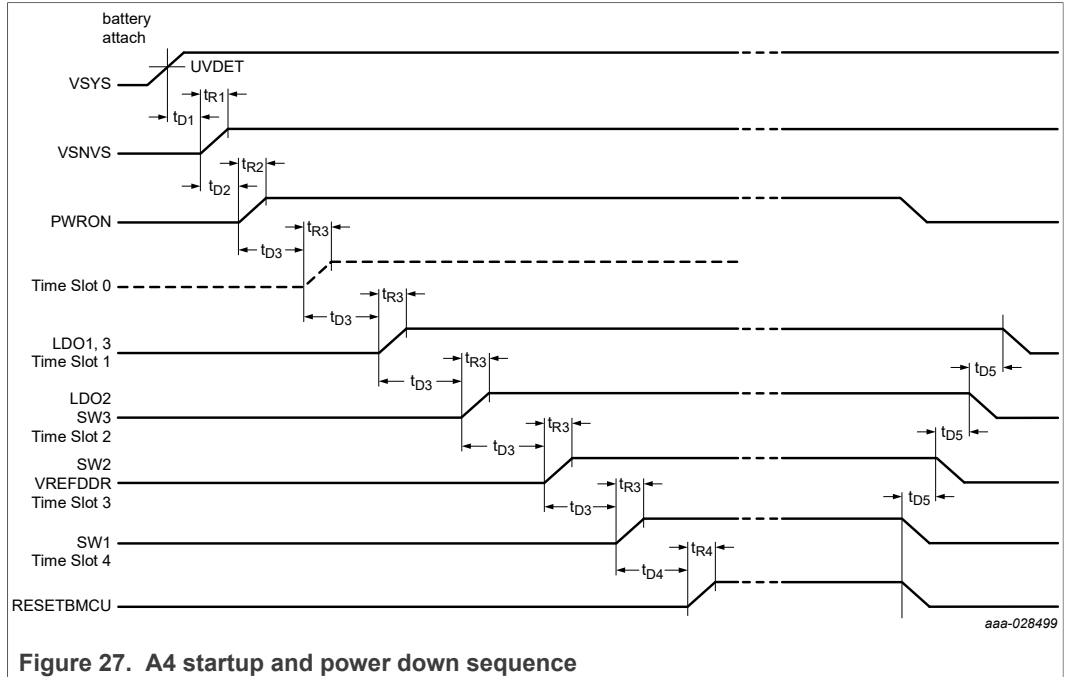 battery
attach
UVDET
VSYS
tR1
tD1
VSNVS
tR2
tD2
PWRON
tR3
tD3
Time Slot 0
tR3
tD3
LDO1, 3
Time Slot 1
tR3
tD5
tD3
LDO2
SW3
Time Slot 2
tR3
tD5
tD3
SW2
VREFDDR
Time Slot 3
tR3
tD5
tD3
SW1
Time Slot 4
tR4
tD4
RESETBMCU
aaa-028499
Figure 27. A4 startup and power down sequence